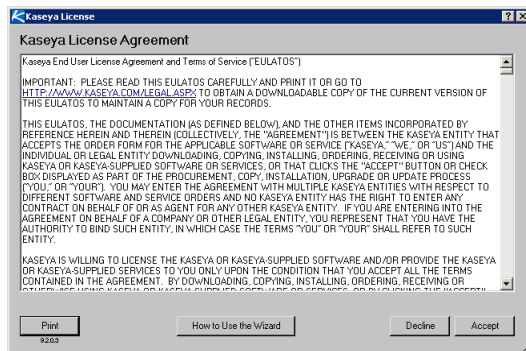 Kaseya License
Kaseya License Agreement
Kaseya End User License Agreement and Terms of Service ("EULATOS")
IMPORTANT: PLEASE READ THIS EULATOS CAREFULLY AND PRINT IT OR GO TO
HTTP://WWW.KASEYA.COM/LEGAL.ASPX TO OBTAIN A DOWNLOADABLE COPY OF THE CURRENT VERSION OF
THIS EULATOS TO MAINTAIN A COPY FOR YOUR RECORDS.
THIS EULATOS, THE DOCUMENTATION (AS DEFINED BELOW), AND THE OTHER ITEMS INCORPORATED BY
REFERENCE HEREIN AND THEREIN (COLLECTIVELY, THE "AGREEMENT") IS BETWEEN THE KASEYA ENTITY THAT
ACCEPTS THE ORDER FORM FOR THE APPLICABLE SOFTWARE OR SERVICE ("KASEYA," "WE," OR "US") AND THE
INDIVIDUAL OR LEGAL ENTITY DOWNLOADING, COPYING, INSTALLING, ORDERING, RECEIVING OR USING
KASEYA OR KASEYA-SUPPLIED SOFTWARE OR SERVICES, OR THAT CLICKS THE "ACCEPT" BUTTON OR CHECK
BOX DISPLAYED AS PART OF THE PROCUREMENT, COPY, INSTALLATION, UPGRADE OR UPDATE PROCESS
("YOU," OR "YOUR"). YOU MAY ENTER THE AGREEMENT WITH MULTIPLE KASEYA ENTITIES WITH RESPECT TO
DIFFERENT SOFTWARE AND SERVICE ORDERS AND NO KASEYA ENTITY HAS THE RIGHT TO ENTER ANY
CONTRACT ON BEHALF OF OR AS AGENT FOR ANY OTHER KASEYA ENTITY. IF YOU ARE ENTERING INTO THE
AGREEMENT ON BEHALF OF A COMPANY OR OTHER LEGAL ENTITY, YOU REPRESENT THAT YOU HAVE THE
AUTHORITY TO BIND SUCH ENTITY, IN WHICH CASE THE TERMS "YOU" OR "YOUR" SHALL REFER TO SUCH
ENTITY.
KASEYA IS WILLING TO LICENSE THE KASEYA OR KASEYA-SUPPLIED SOFTWARE AND/OR PROVIDE THE KASEYA
OR KASEYA-SUPPLIED SERVICES TO YOU ONLY UPON THE CONDITION THAT YOU ACCEPT ALL THE TERMS
CONTAINED IN THE AGREEMENT. BY DOWNLOADING, COPYING, INSTALLING, ORDERING, RECEIVING OR
OTHERWISE USING KASEYA OR KASEYA-SUPPLIED SOFTWARE OR SERVICES, OR BY CLICKING THE "ACCEPT"
Print
How to Use the Wizard
Decline
Accept
9.2.0.3